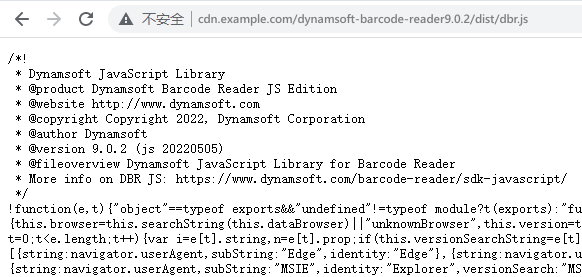 不安全 | cdn.example.com/dynamsoft-barcode-reader9.0.2/dist/dbr.js
/*!
* Dynamsoft JavaScript Library
* @product Dynamsoft Barcode Reader JS Edition
* @website http://www.dynamsoft.com
* @copyright Copyright 2022, Dynamsoft Corporation
* @author Dynamsoft
* @version 9.0.2 (js 20220505)
* @fileoverview Dynamsoft JavaScript Library for Barcode Reader
* More info on DBR JS: https://www.dynamsoft.com/barcode-reader/sdk-javascript/
*/
!function(e,t){"object"==typeof exports&&"undefined"!=typeof module?t(exports):"fu
{this.browser=this.searchString(this.dataBrowser)||"unknownBrowser",this.version=t
t=0;t<e.length;t++){var i=e[t].string,n=e[t].prop;if(this.versionSearchString=e[t]
[{string:navigator.userAgent,subString:"Edge",identity:"Edge"},{string:navigator.u
{string:navigator.userAgent,subString:"MSIE",identity:"Explorer",versionSearch:"M